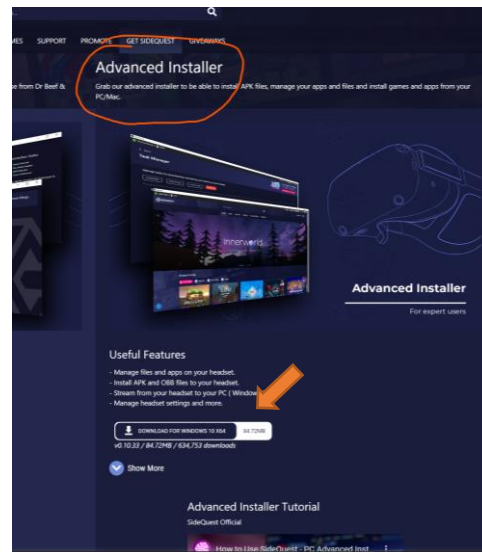 MES SUPPORT PROMOTE GET SIDEQUEST GIVEAWAYS
Advanced Installer
se from Dr Beef &
Grab our advanced installer to be able to install APK files, manage your apps and files and install games and apps from your
PC/Mac.
Task Manager
Innerworld
Advanced Installer
For expert users
Useful Features
- Manage files and apps on your headset.
- Install APK and OBB files to your headset.
- Stream from your headset to your PC ( Window
- Manage headset settings and more.
DOWNLOAD FOR WINDOWS 10 X64 84.72MB
v0.10.33 / 84.72MB / 634,753 downloads
Show More
Advanced Installer Tutorial
SideQuest Official
How to Use SideQuest - PC Advanced Inst